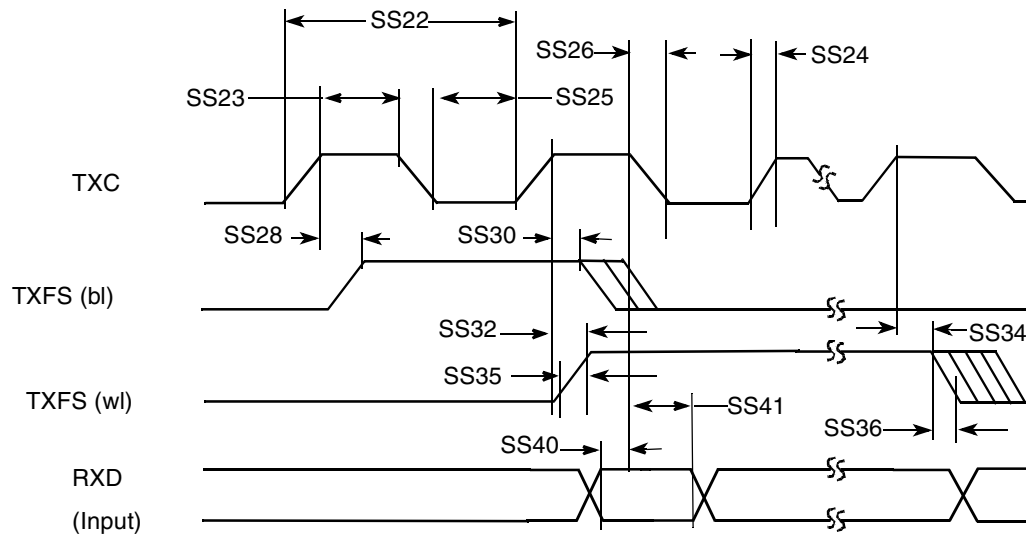 SS22
SS26
SS24
SS23
SS25
TXC
SS28
SS30
TXFS (bl)
SS32
SS34
SS35
TXFS (wl)
SS41
SS36
SS40
RXD
(Input)